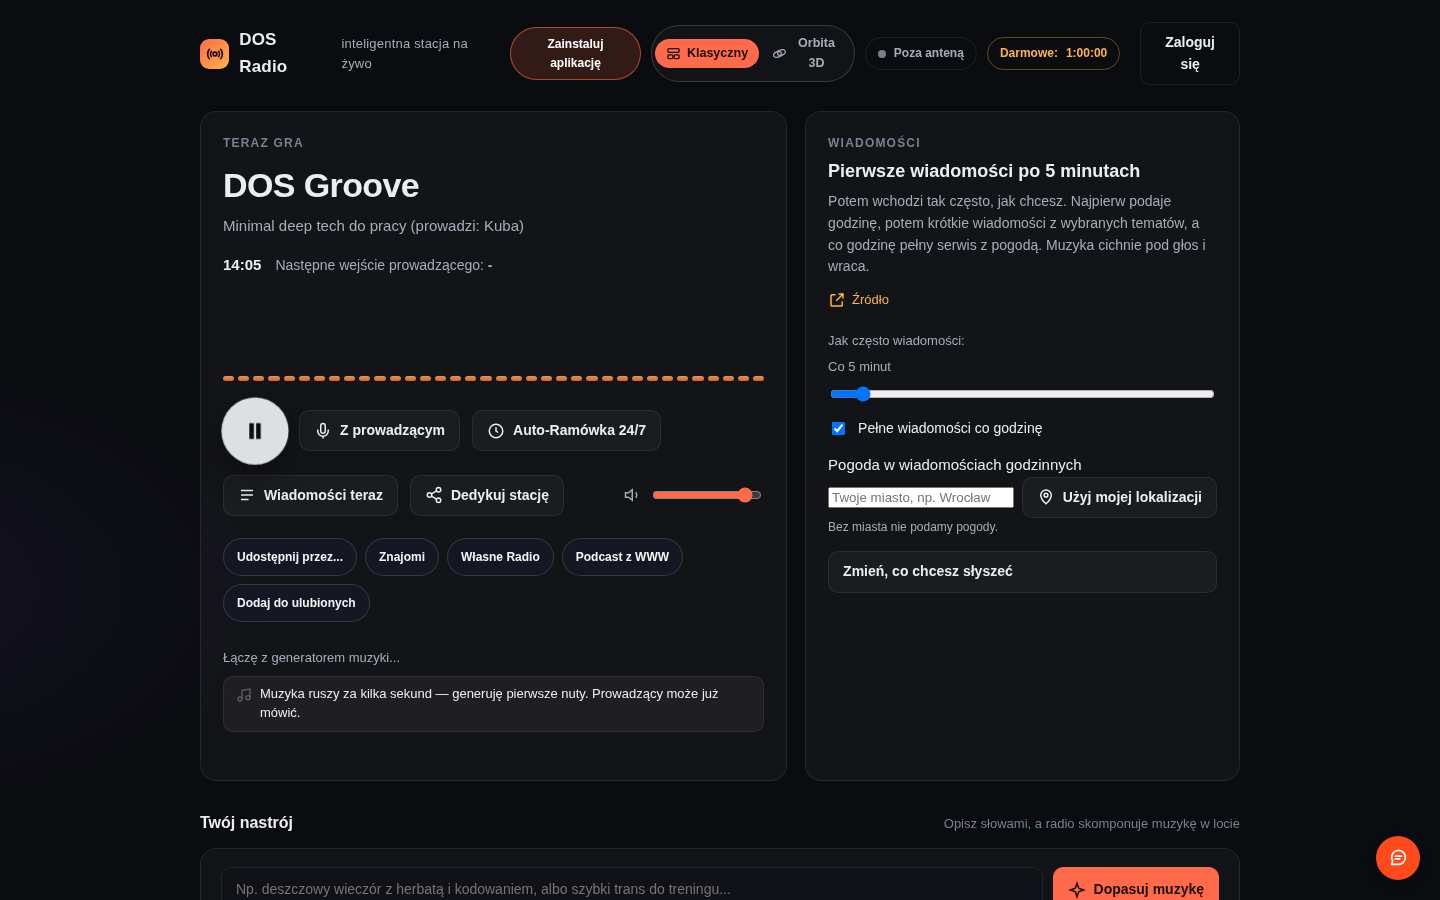 DOS
Radio
inteligentna stacja na
żywo
Zainstaluj
aplikację
Klasyczny
Orbita
3D
Poza anteną
Darmowe: 1:00:00
Zaloguj
się
TERAZ GRA
DOS Groove
Minimal deep tech do pracy (prowadzi: Kuba)
14:05 Następne wejście prowadzącego: -
Z prowadzącym
Auto-Ramówka 24/7
Wiadomości teraz
Dedykuj stację
Udostępnij przez...
Znajomi
Własne Radio
Podcast z WWW
Dodaj do ulubionych
Łączę z generatorem muzyki...
Muzyka ruszy za kilka sekund — generuję pierwsze nuty. Prowadzący może już
mówić.
WIADOMOŚCI
Pierwsze wiadomości po 5 minutach
Potem wchodzi tak często, jak chcesz. Najpierw podaje
godzinę, potem krótkie wiadomości z wybranych tematów, a
co godzinę pełny serwis z pogodą. Muzyka cichnie pod głos i
wraca.
Źródło
Jak często wiadomości:
Co 5 minut
Pełne wiadomości co godzinę
Pogoda w wiadomościach godzinnych
Twoje miasto, np. Wrocław
Użyj mojej lokalizacji
Bez miasta nie podamy pogody.
Zmień, co chcesz słyszeć
Twój nastrój
Opisz słowami, a radio skomponuje muzykę w locie
Np. deszczowy wieczór z herbatą i kodowaniem, albo szybki trans do treningu...
Dopasuj muzykę